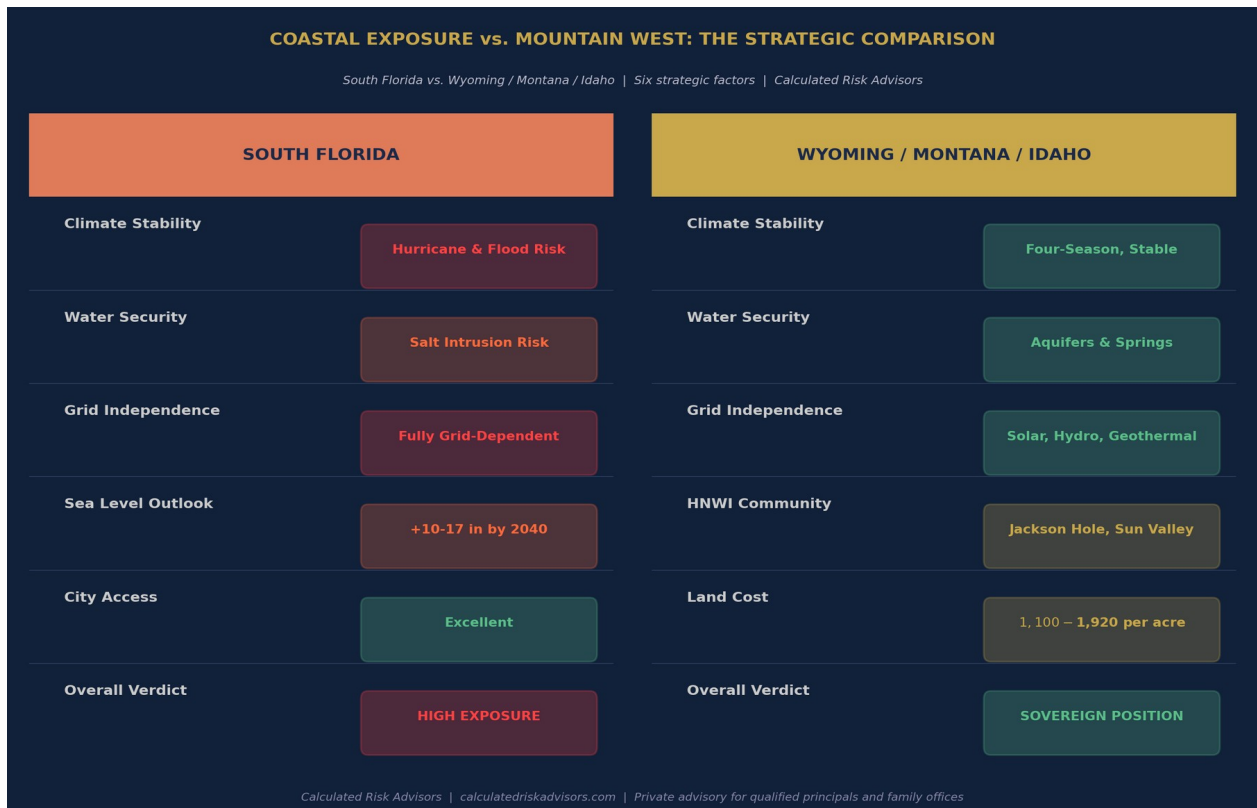 COASTAL EXPOSURE vs. MOUNTAIN WEST: THE STRATEGIC COMPARISON
South Florida vs. Wyoming / Montana / Idaho | Six strategic factors | Calculated Risk Advisors
SOUTH FLORIDA
Climate Stability
Hurricane & Flood Risk
Water Security
Salt Intrusion Risk
Grid Independence
Fully Grid-Dependent
Sea Level Outlook
+10-17 in by 2040
City Access
Excellent
Overall Verdict
HIGH EXPOSURE
WYOMING / MONTANA / IDAHO
Climate Stability
Four-Season, Stable
Water Security
Aquifers & Springs
Grid Independence
Solar, Hydro, Geothermal
HNWI Community
Jackson Hole, Sun Valley
Land Cost
1, 100 − 1,920 per acre
Overall Verdict
SOVEREIGN POSITION
Calculated Risk Advisors | calculatedriskadvisors.com | Private advisory for qualified principals and family offices